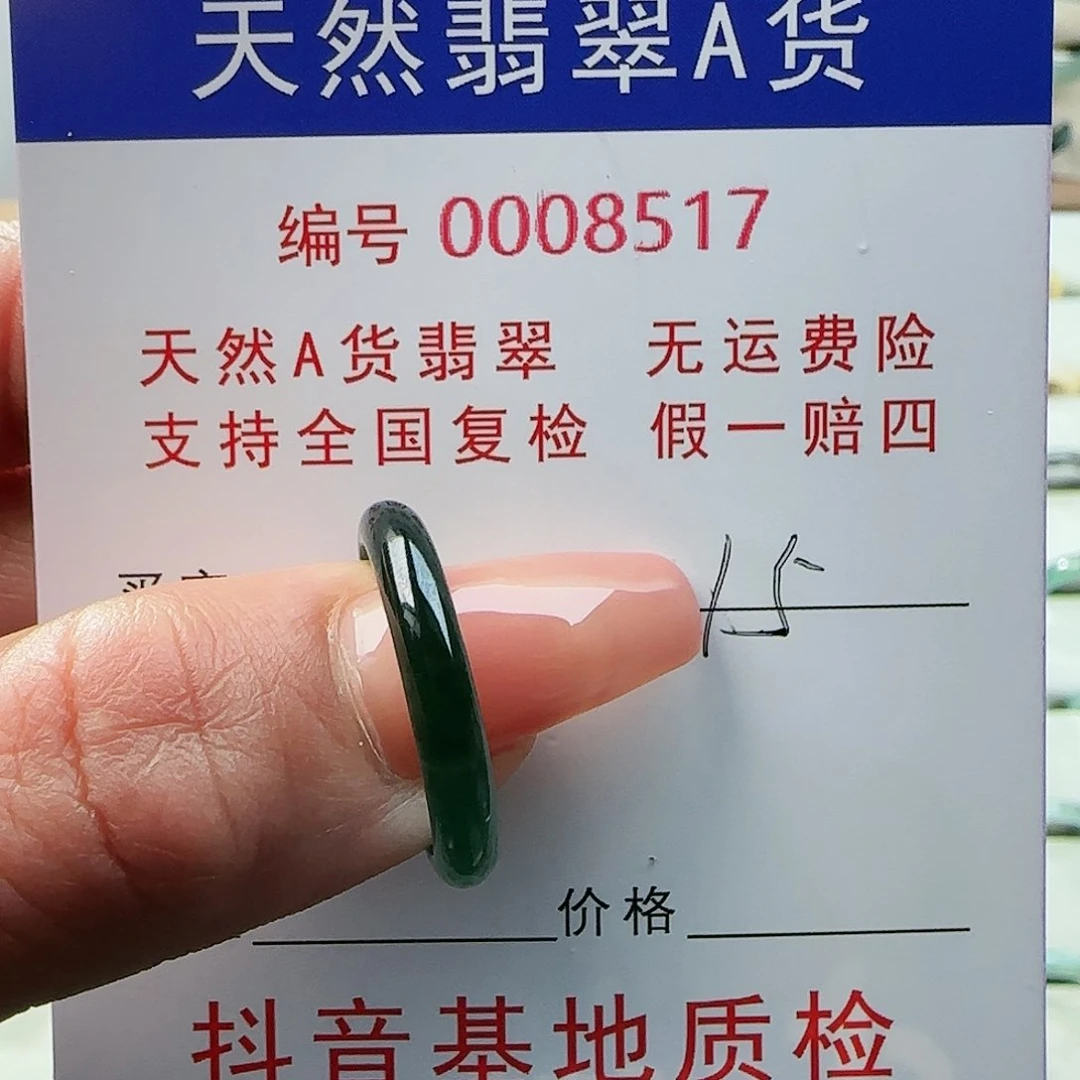 天然翡翠A货
编号 0008517
天然A货翡翠 无运费险
支持全国复检 假一赔四
15
价格
抖音基地质检